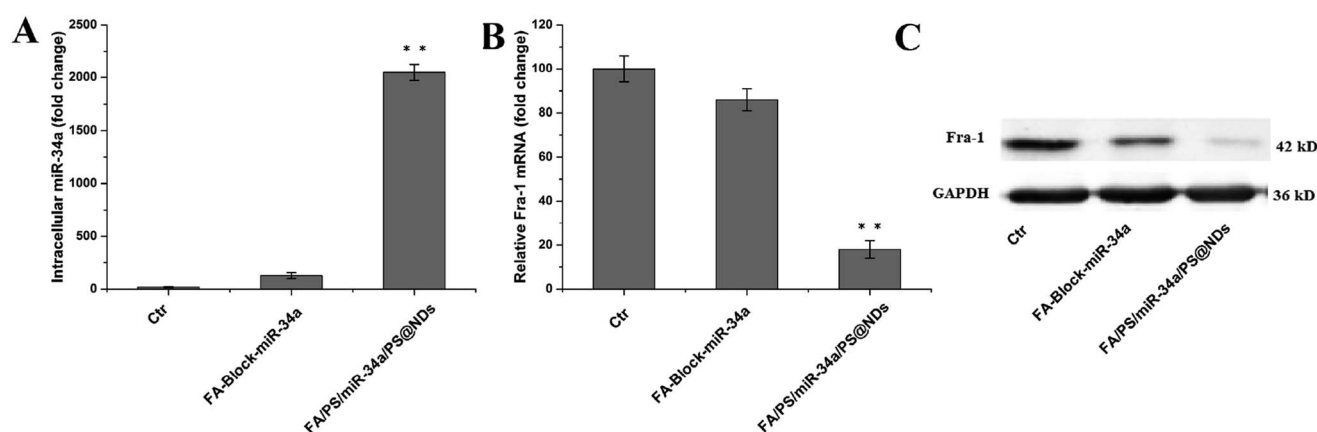 A
Intracellular miR-34a (fold change)
2500
2000
1500
1000
500
0
* *
Ctr
FA-Block-miR-34a
FA/PS/miR-34a/PS@NDs
B
Relative Fra-1 mRNA (fold change)
120
100
80
60
40
20
0
* *
Ctr
FA-Block-miR-34a
FA/PS/miR-34a/PS@NDs
C
Fra-1
42 kD
GAPDH
36 kD
Ctr
FA-Block-miR-34a
FA/PS/miR-34a/PS@NDs